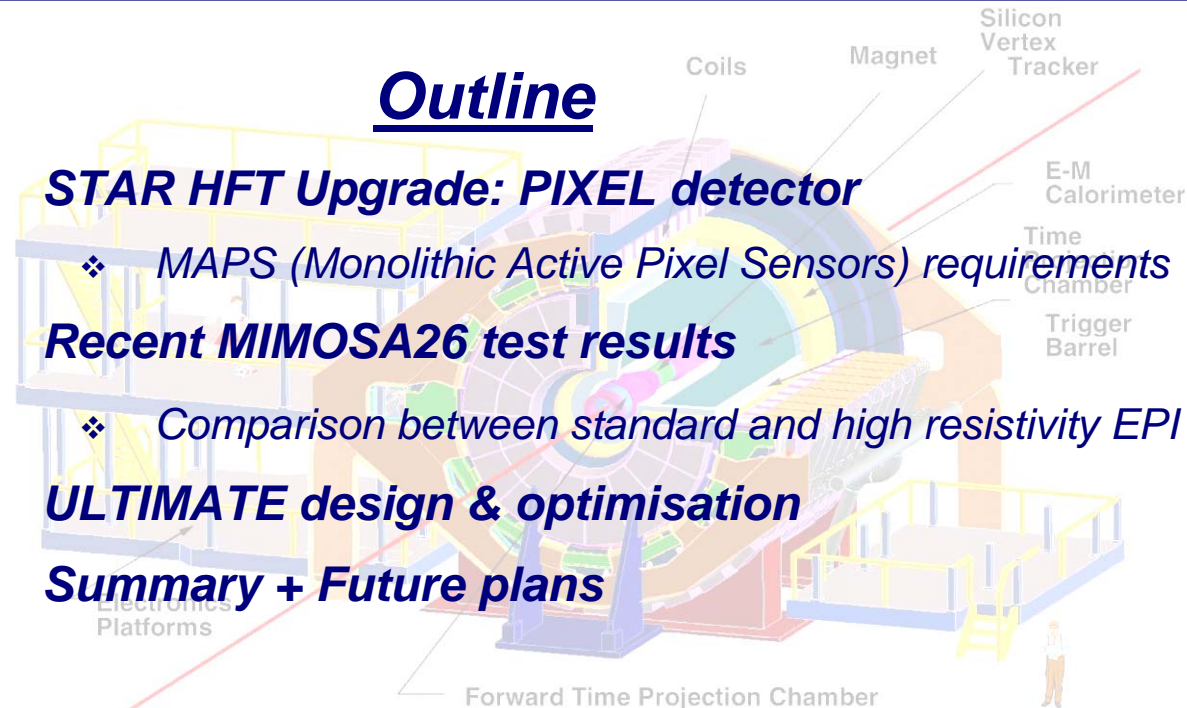 Outline
STAR HFT Upgrade: PIXEL detector
❖ MAPS (Monolithic Active Pixel Sensors) requirements
Recent MIMOSA26 test results
❖ Comparison between standard and high resistivity EPI
ULTIMATE design & optimisation
Summary + Future plans
Coils
Magnet
Silicon
Vertex
Tracker
E-M
Calorimeter
Time
Projection
Chamber
Trigger
Barrel
Electronics
Platforms
Forward Time Projection Chamber